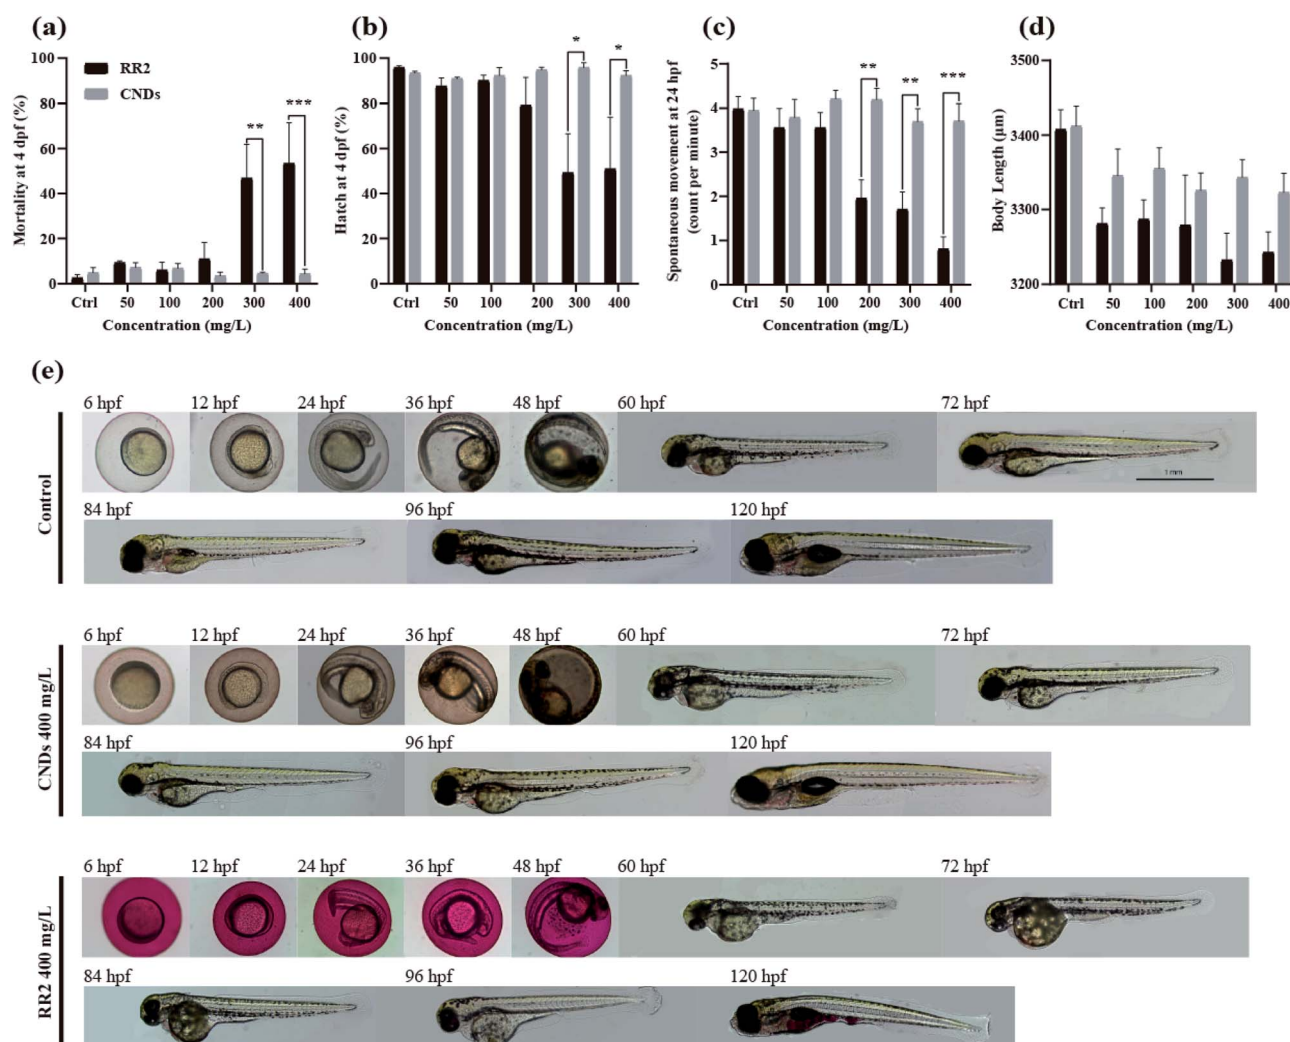 (a)
Mortality at 4 dpf (%)
100
80
60
40
20
0
RR2
CNDs
**
***
Ctrl 50 100 200 300 400
Concentration (mg/L)
(b)
Hatch at 4 dpf (%)
100
80
60
40
20
0
*
*
Ctrl 50 100 200 300 400
Concentration (mg/L)
(c)
Spontaneous movement at 24 hpf
(count per minute)
5
4
3
2
1
0
**
**
***
Ctrl 50 100 200 300 400
Concentration (mg/L)
(d)
Body Length (μm)
3500
3400
3300
3200
Ctrl 50 100 200 300 400
Concentration (mg/L)
(e)
Control
6 hpf 12 hpf 24 hpf 36 hpf 48 hpf 60 hpf 72 hpf
1 mm
84 hpf 96 hpf 120 hpf
CNDs 400 mg/L
6 hpf 12 hpf 24 hpf 36 hpf 48 hpf 60 hpf 72 hpf
84 hpf 96 hpf 120 hpf
RR2 400 mg/L
6 hpf 12 hpf 24 hpf 36 hpf 48 hpf 60 hpf 72 hpf
84 hpf 96 hpf 120 hpf